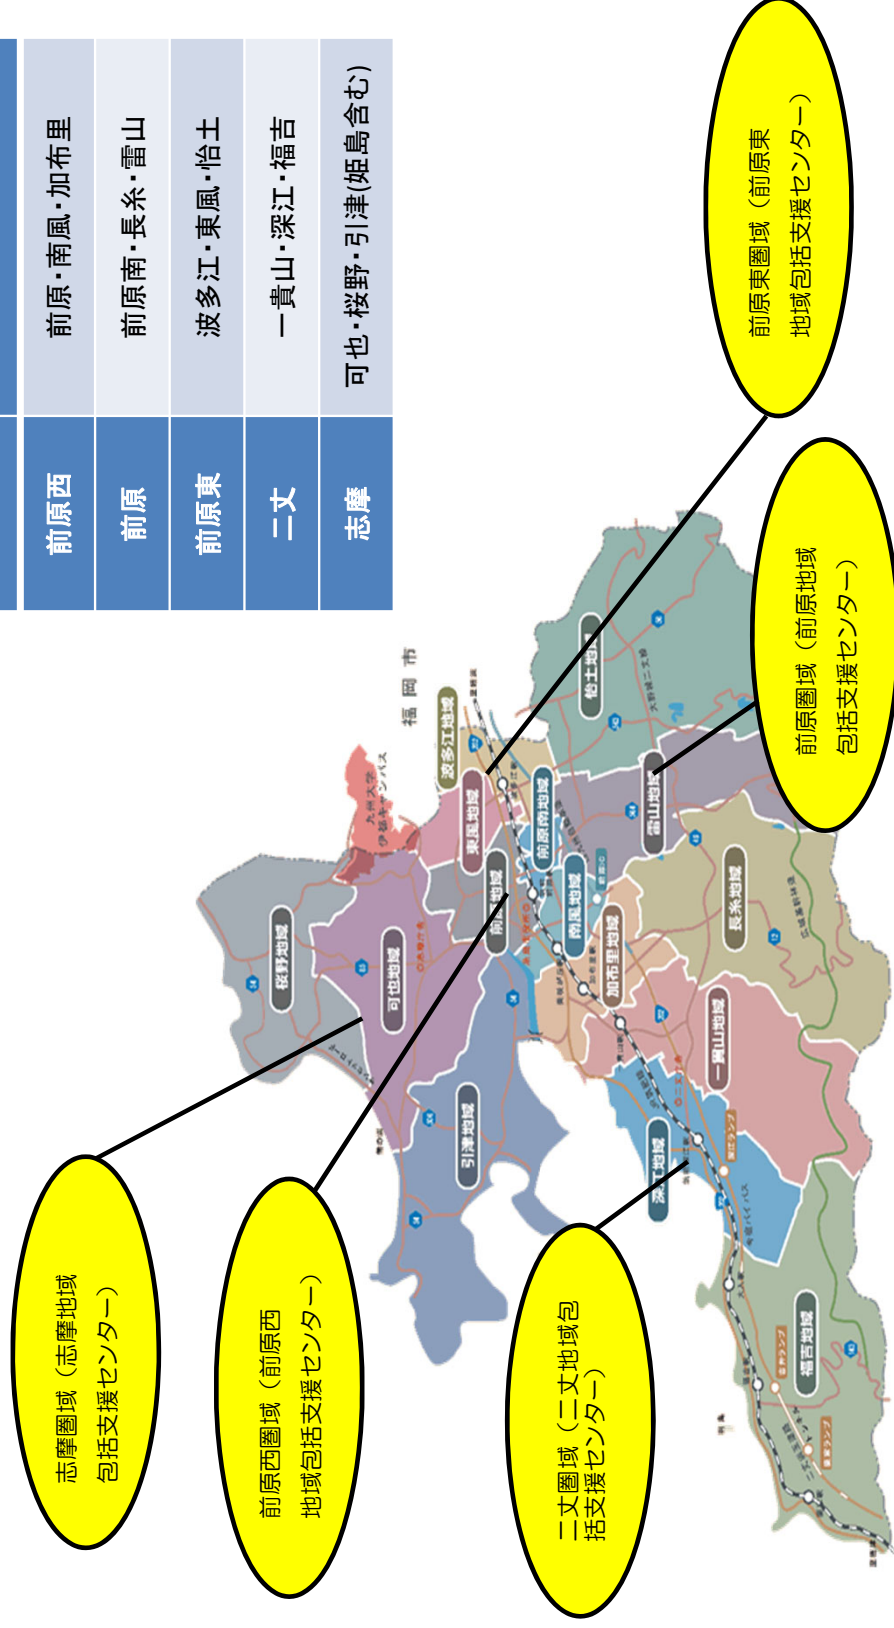 前原西
前原・南風・加布里
前原
前原南・長糸・雷山
前原東
波多江・東風・怡土
二丈
一貴山・深江・福吉
志摩
可也・桜野・引津(姫島含む)
志摩圏域（志摩地域
包括支援センター）
前原西圏域（前原西
地域包括支援センター）
二丈圏域（二丈地域包
括支援センター）
前原圏域（前原地域
包括支援センター）
前原東圏域（前原東
地域包括支援センター）
福岡市
九州大学
伊都キャンパス
桜野地域
可也地域
引津地域
波多江地域
東風地域
前原南地域
南風地域
加布里地域
怡土地域
雷山地域
長糸地域
一貴山地域
深江地域
福吉地域